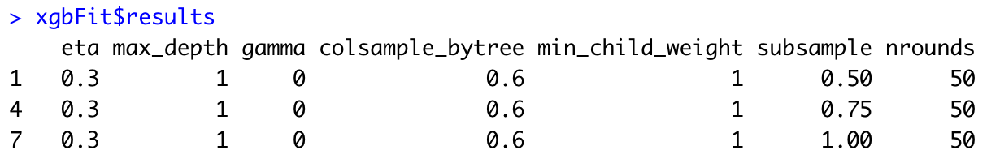 > xgbFit$results
eta max_depth gamma colsample_bytree min_child_weight subsample nrounds
1 0.3 1 0 0.6 1 0.50 50
4 0.3 1 0 0.6 1 0.75 50
7 0.3 1 0 0.6 1 1.00 50